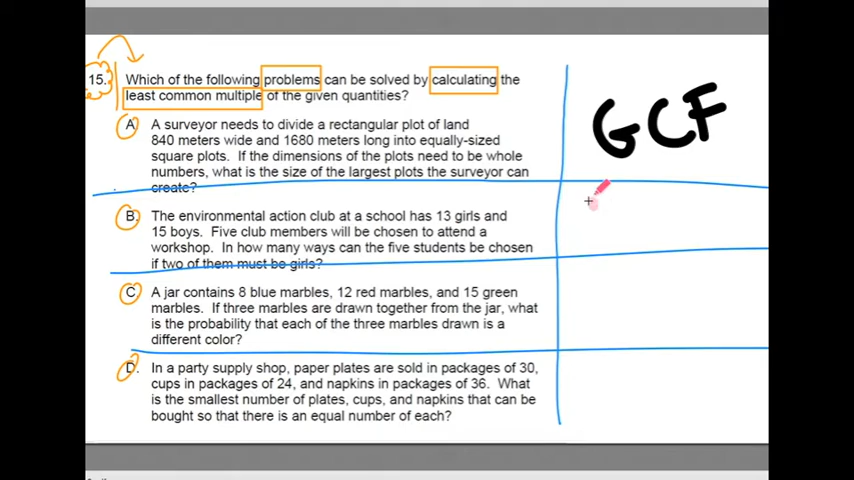 15. Which of the following problems can be solved by calculating the
least common multiple of the given quantities?
A. A surveyor needs to divide a rectangular plot of land
840 meters wide and 1680 meters long into equally-sized
square plots. If the dimensions of the plots need to be whole
numbers, what is the size of the largest plots the surveyor can
create?
GCF
B. The environmental action club at a school has 13 girls and
15 boys. Five club members will be chosen to attend a
workshop. In how many ways can the five students be chosen
if two of them must be girls?
C. A jar contains 8 blue marbles, 12 red marbles, and 15 green
marbles. If three marbles are drawn together from the jar, what
is the probability that each of the three marbles drawn is a
different color?
D. In a party supply shop, paper plates are sold in packages of 30,
cups in packages of 24, and napkins in packages of 36. What
is the smallest number of plates, cups, and napkins that can be
bought so that there is an equal number of each?